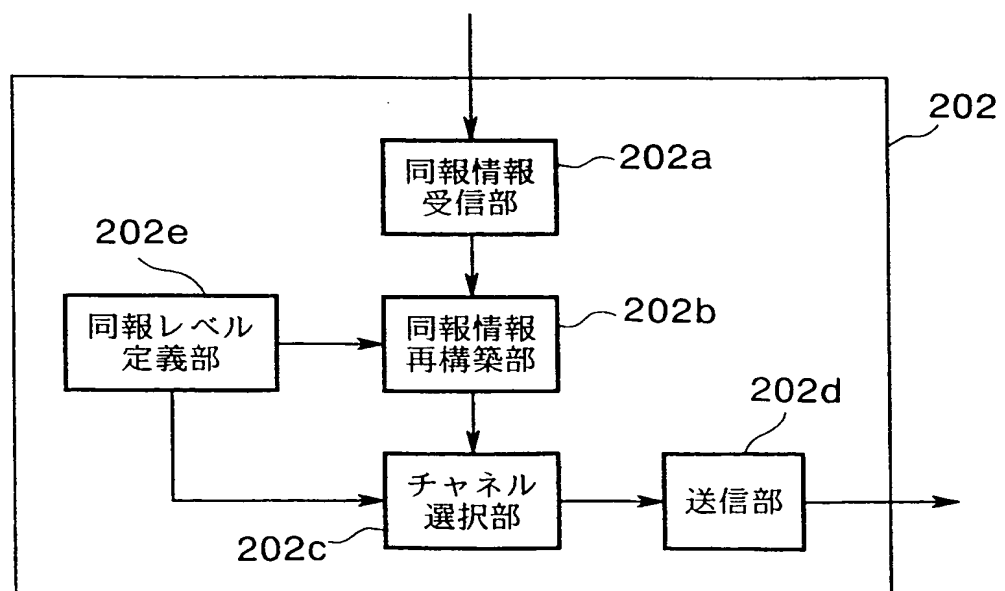 202
同報情報
受信部
202a
202e
同報レベル
定義部
同報情報
再構築部
202b
202d
チャネル
選択部
送信部
202c